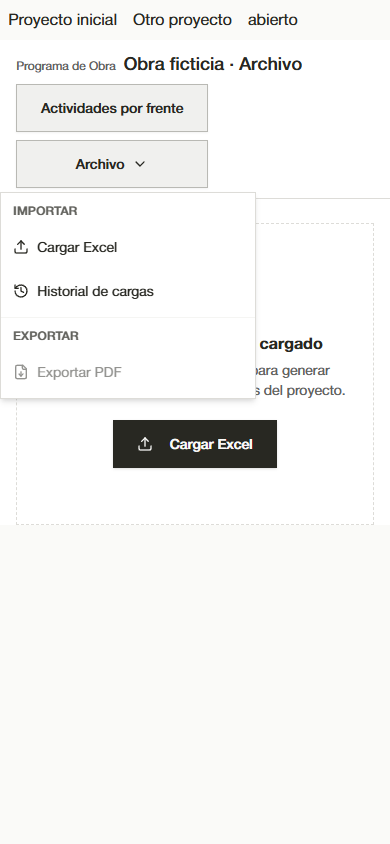 Proyecto inicial Otro proyecto abierto
Programa de Obra Obra ficticia · Archivo
Actividades por frente
Archivo
IMPORTAR
Cargar Excel
Historial de cargas
EXPORTAR
Exportar PDF
cargado
para generar
del proyecto.
Cargar Excel